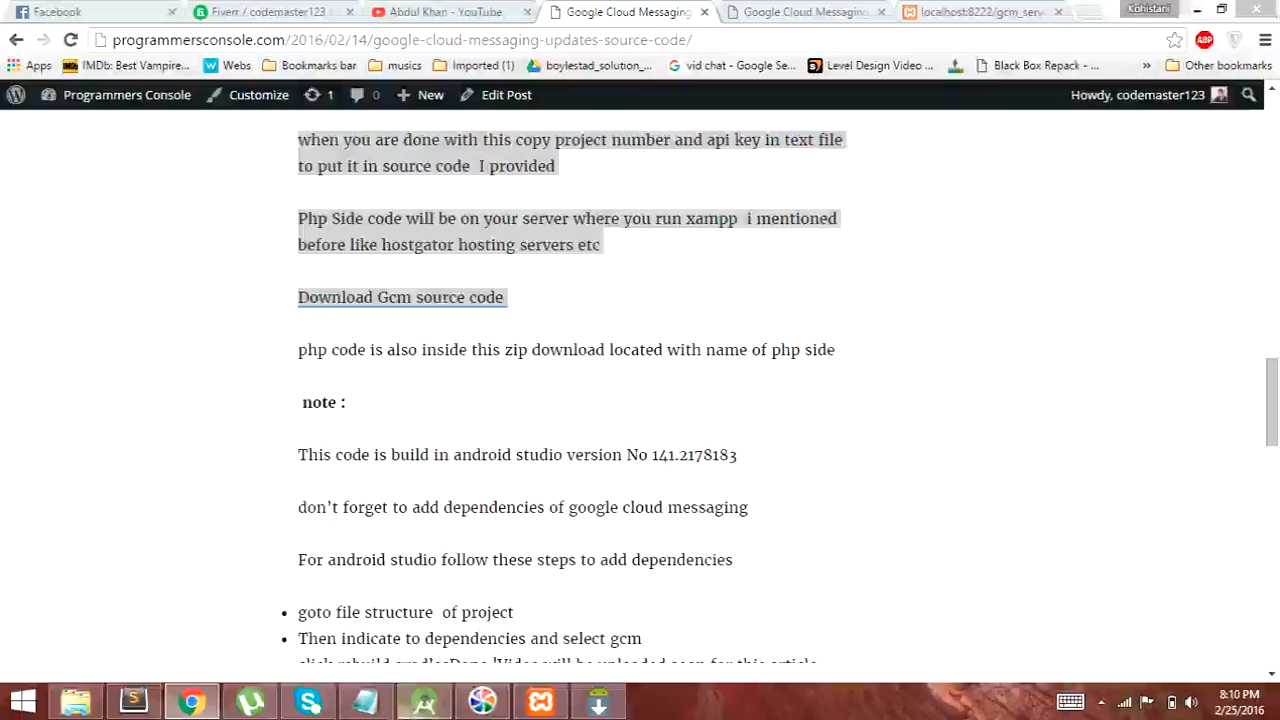 Facebook
Fiverr / codemaster123
Abdul Khan - YouTube
Google Cloud Messaging
Google Cloud Messaging
localhost:8222/gcm_serv
Kohistani
programmersconsole.com/2016/02/14/google-cloud-messaging-updates-source-code/
ABP
Apps
IMDb: Best Vampire...
Webs
Bookmarks bar
musics
Imported (1)
boylestad_solution_...
vid chat - Google Se...
Level Design Video ...
Black Box Repack - ...
»
Other bookmarks
Programmers Console
Customize
1
0
New
Edit Post
Howdy, codemaster123
when you are done with this copy project number and api key in text file
to put it in source code I provided
Php Side code will be on your server where you run xampp i mentioned
before like hostgator hosting servers etc
Download Gcm source code
php code is also inside this zip download located with name of php side
note :
This code is build in android studio version No 141.2178183
don't forget to add dependencies of google cloud messaging
For android studio follow these steps to add dependencies
• goto file structure of project
• Then indicate to dependencies and select gcm
8:10 PM
2/25/2016